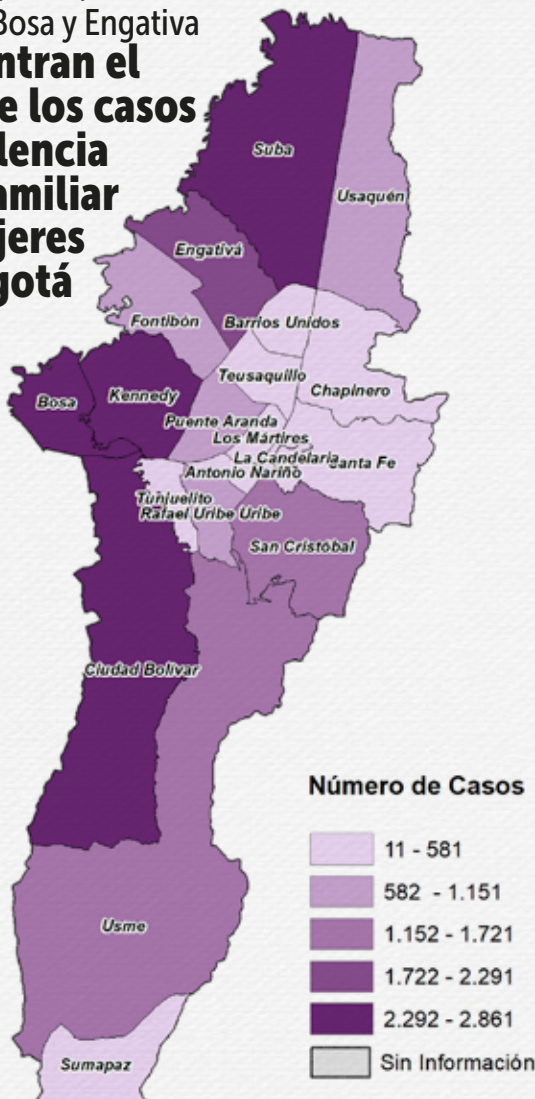 Bosa y Engativa
ntran el
e los casos
lencia
amiliar
jeres
gotá
Suba
Usaquén
Engativá
Fontibón
Barrios Unidos
Teusaquillo
Chapinero
Bosa
Kennedy
Puente Aranda
Los Mártires
La Candelaria
anta Fe
Antonio Nariño
Tunjuelito
Rafael Uribe Uribe
San Cristóbal
Ciudad Bolívar
Usme
Sumapaz
Número de Casos
11 - 581
582 - 1.151
1.152 - 1.721
1.722 - 2.291
2.292 - 2.861
Sin Información